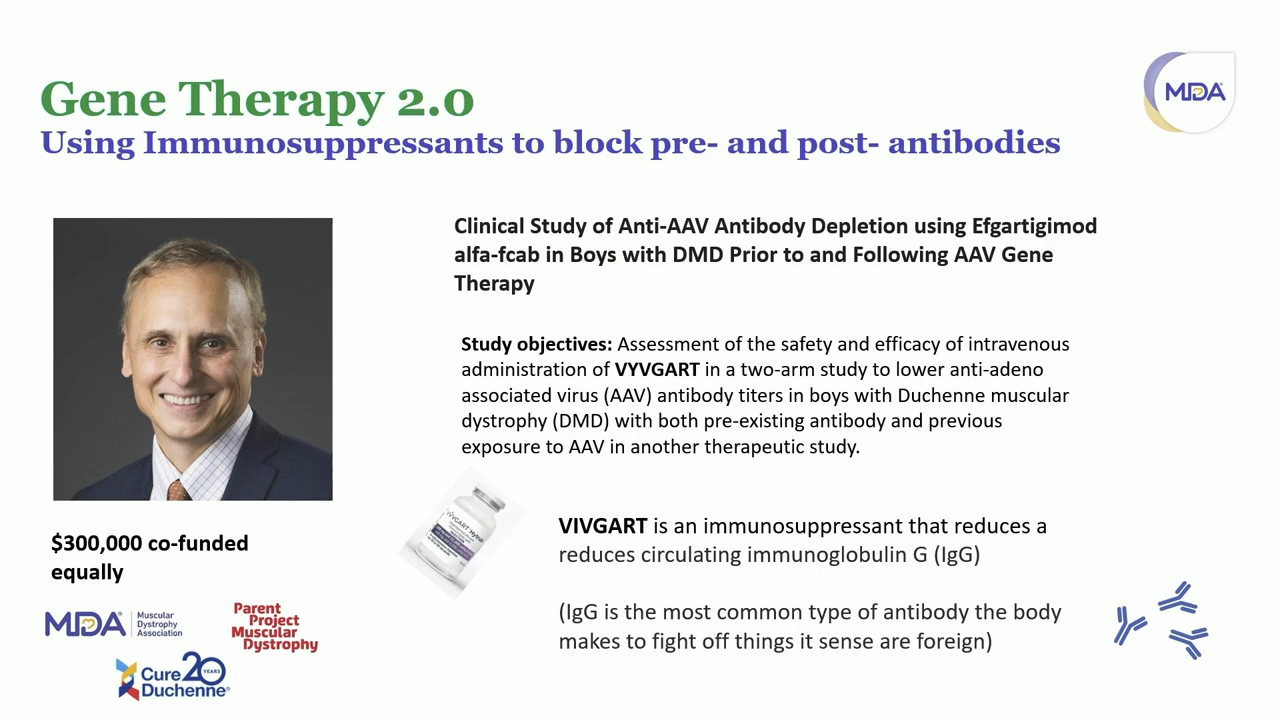 Gene Therapy 2.0
Using Immunosuppressants to block pre- and post- antibodies
MDA
Clinical Study of Anti-AAV Antibody Depletion using Efgartigimod
alfa-fcab in Boys with DMD Prior to and Following AAV Gene
Therapy
Study objectives: Assessment of the safety and efficacy of intravenous
administration of VYVGART in a two-arm study to lower anti-adeno
associated virus (AAV) antibody titers in boys with Duchenne muscular
dystrophy (DMD) with both pre-existing antibody and previous
exposure to AAV in another therapeutic study.
VYVGART
VIVGART is an immunosuppressant that reduces a
reduces circulating immunoglobulin G (IgG)
(IgG is the most common type of antibody the body
makes to fight off things it sense are foreign)
$300,000 co-funded
equally
MDA
Muscular
Dystrophy
Association
Parent
Project
Muscular
Dystrophy
Cure
Duchenne
20
YEARS